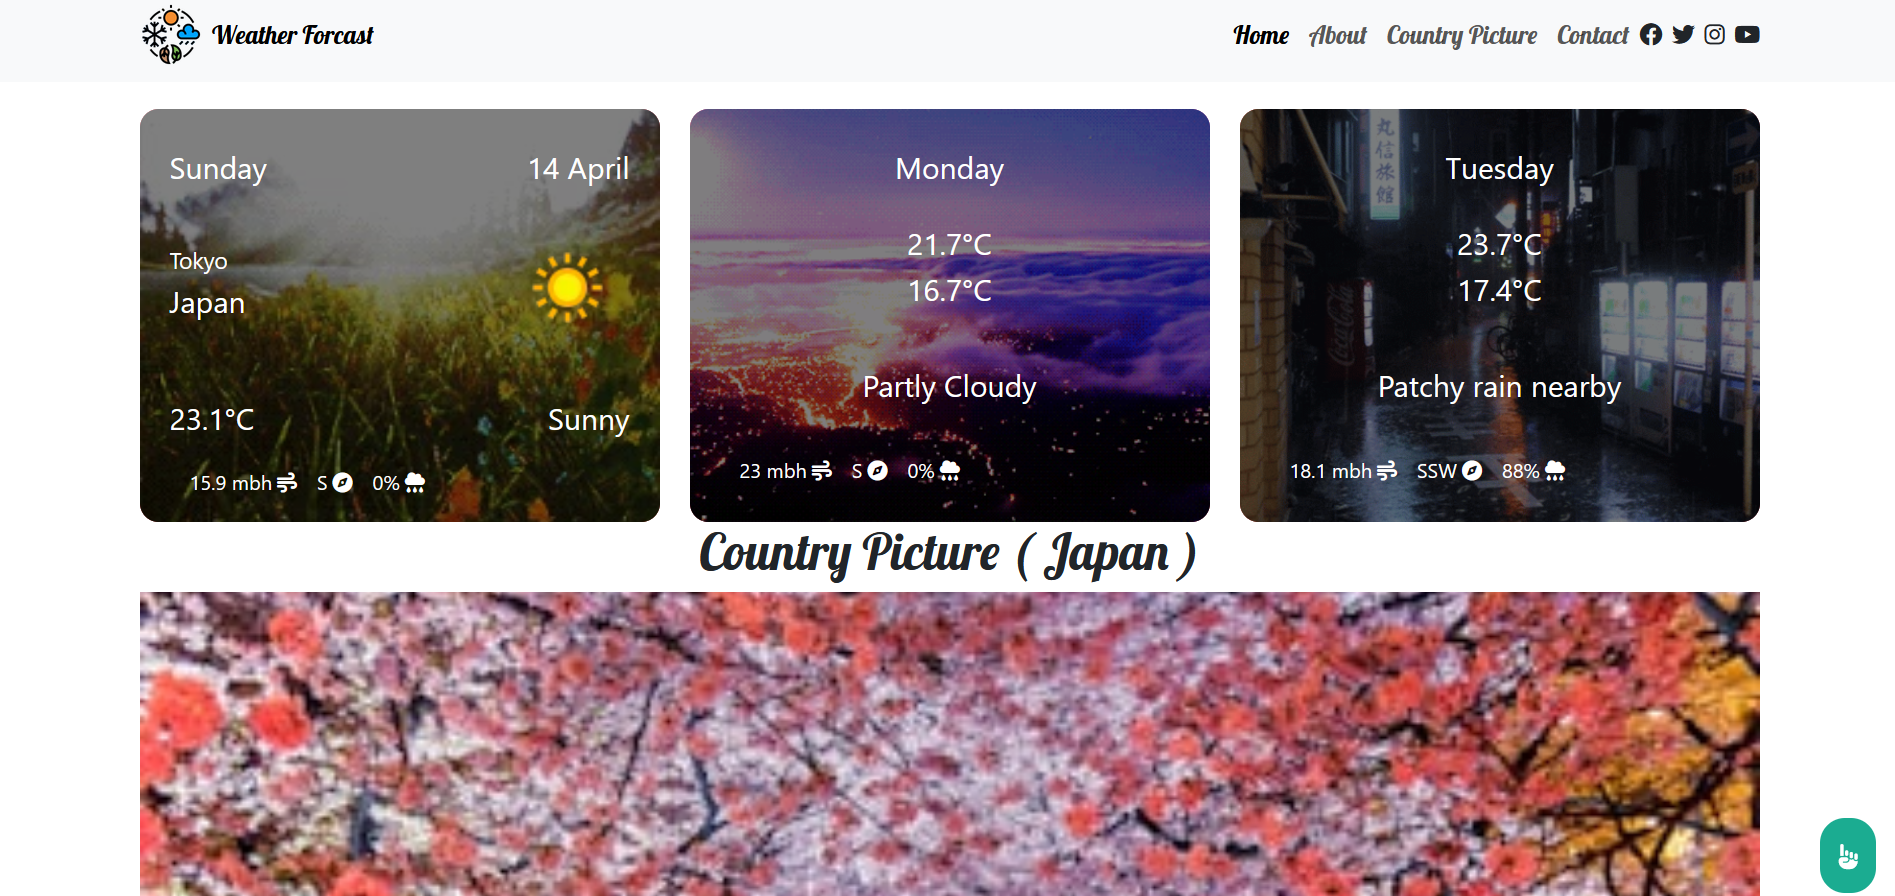 Weather Forcast
Home About Country Picture Contact
Sunday 14 April
Tokyo
Japan
23.1°C Sunny
15.9 mbh S 0%
Monday
21.7°C
16.7°C
Partly Cloudy
23 mbh S 0%
Tuesday
23.7°C
17.4°C
Patchy rain nearby
18.1 mbh SSW 88%
丸信旅館
Coca-Cola
Country Picture ( Japan )